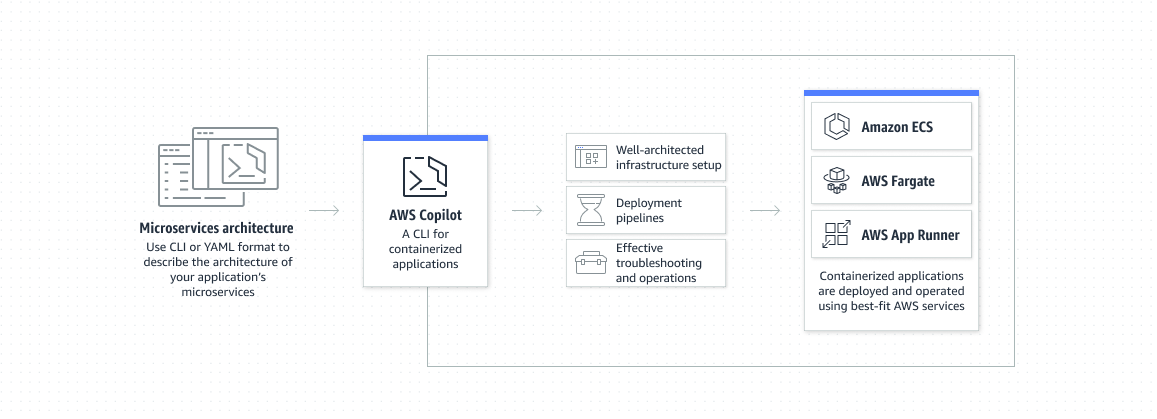 Microservices architecture
Use CLI or YAML format to
describe the architecture of
your application's
microservices
AWS Copilot
A CLI for
containerized
applications
Well-architected
infrastructure setup
Deployment
pipelines
Effective
troubleshooting
and operations
Amazon ECS
AWS Fargate
AWS App Runner
Containerized applications
are deployed and operated
using best-fit AWS services